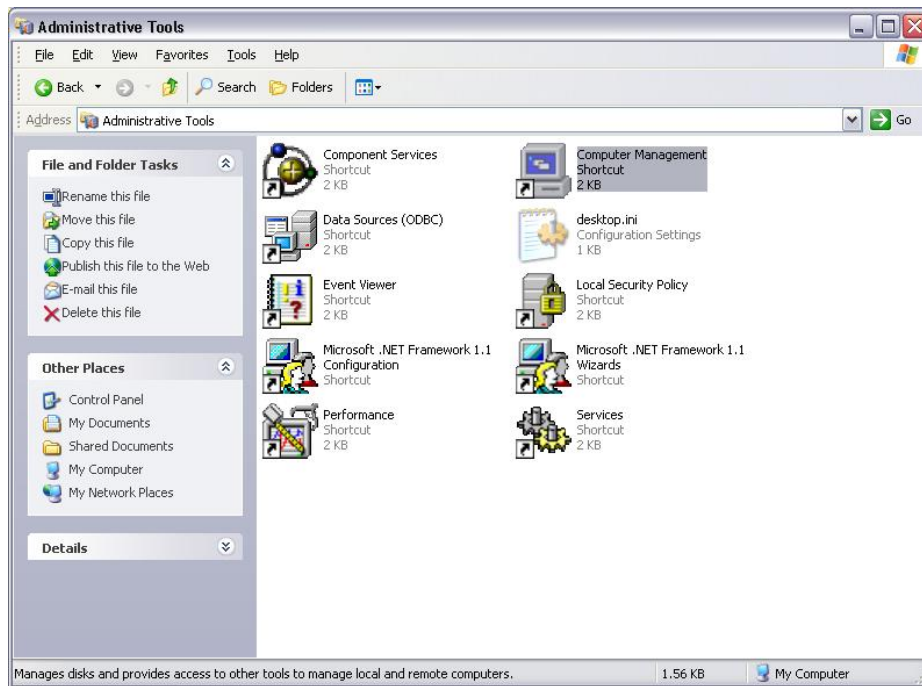 Administrative Tools
File Edit View Favorites Tools Help
Back Search Folders
Address Administrative Tools Go
File and Folder Tasks
Rename this file
Move this file
Copy this file
Publish this file to the Web
E-mail this file
Delete this file
Other Places
Control Panel
My Documents
Shared Documents
My Computer
My Network Places
Details
Component Services
Shortcut
2 KB
Computer Management
Shortcut
2 KB
Data Sources (ODBC)
Shortcut
2 KB
desktop.ini
Configuration Settings
1 KB
Event Viewer
Shortcut
2 KB
Local Security Policy
Shortcut
2 KB
Microsoft .NET Framework 1.1
Configuration
Shortcut
Microsoft .NET Framework 1.1
Wizards
Shortcut
Performance
Shortcut
2 KB
Services
Shortcut
2 KB
Manages disks and provides access to other tools to manage local and remote computers. 1.56 KB My Computer